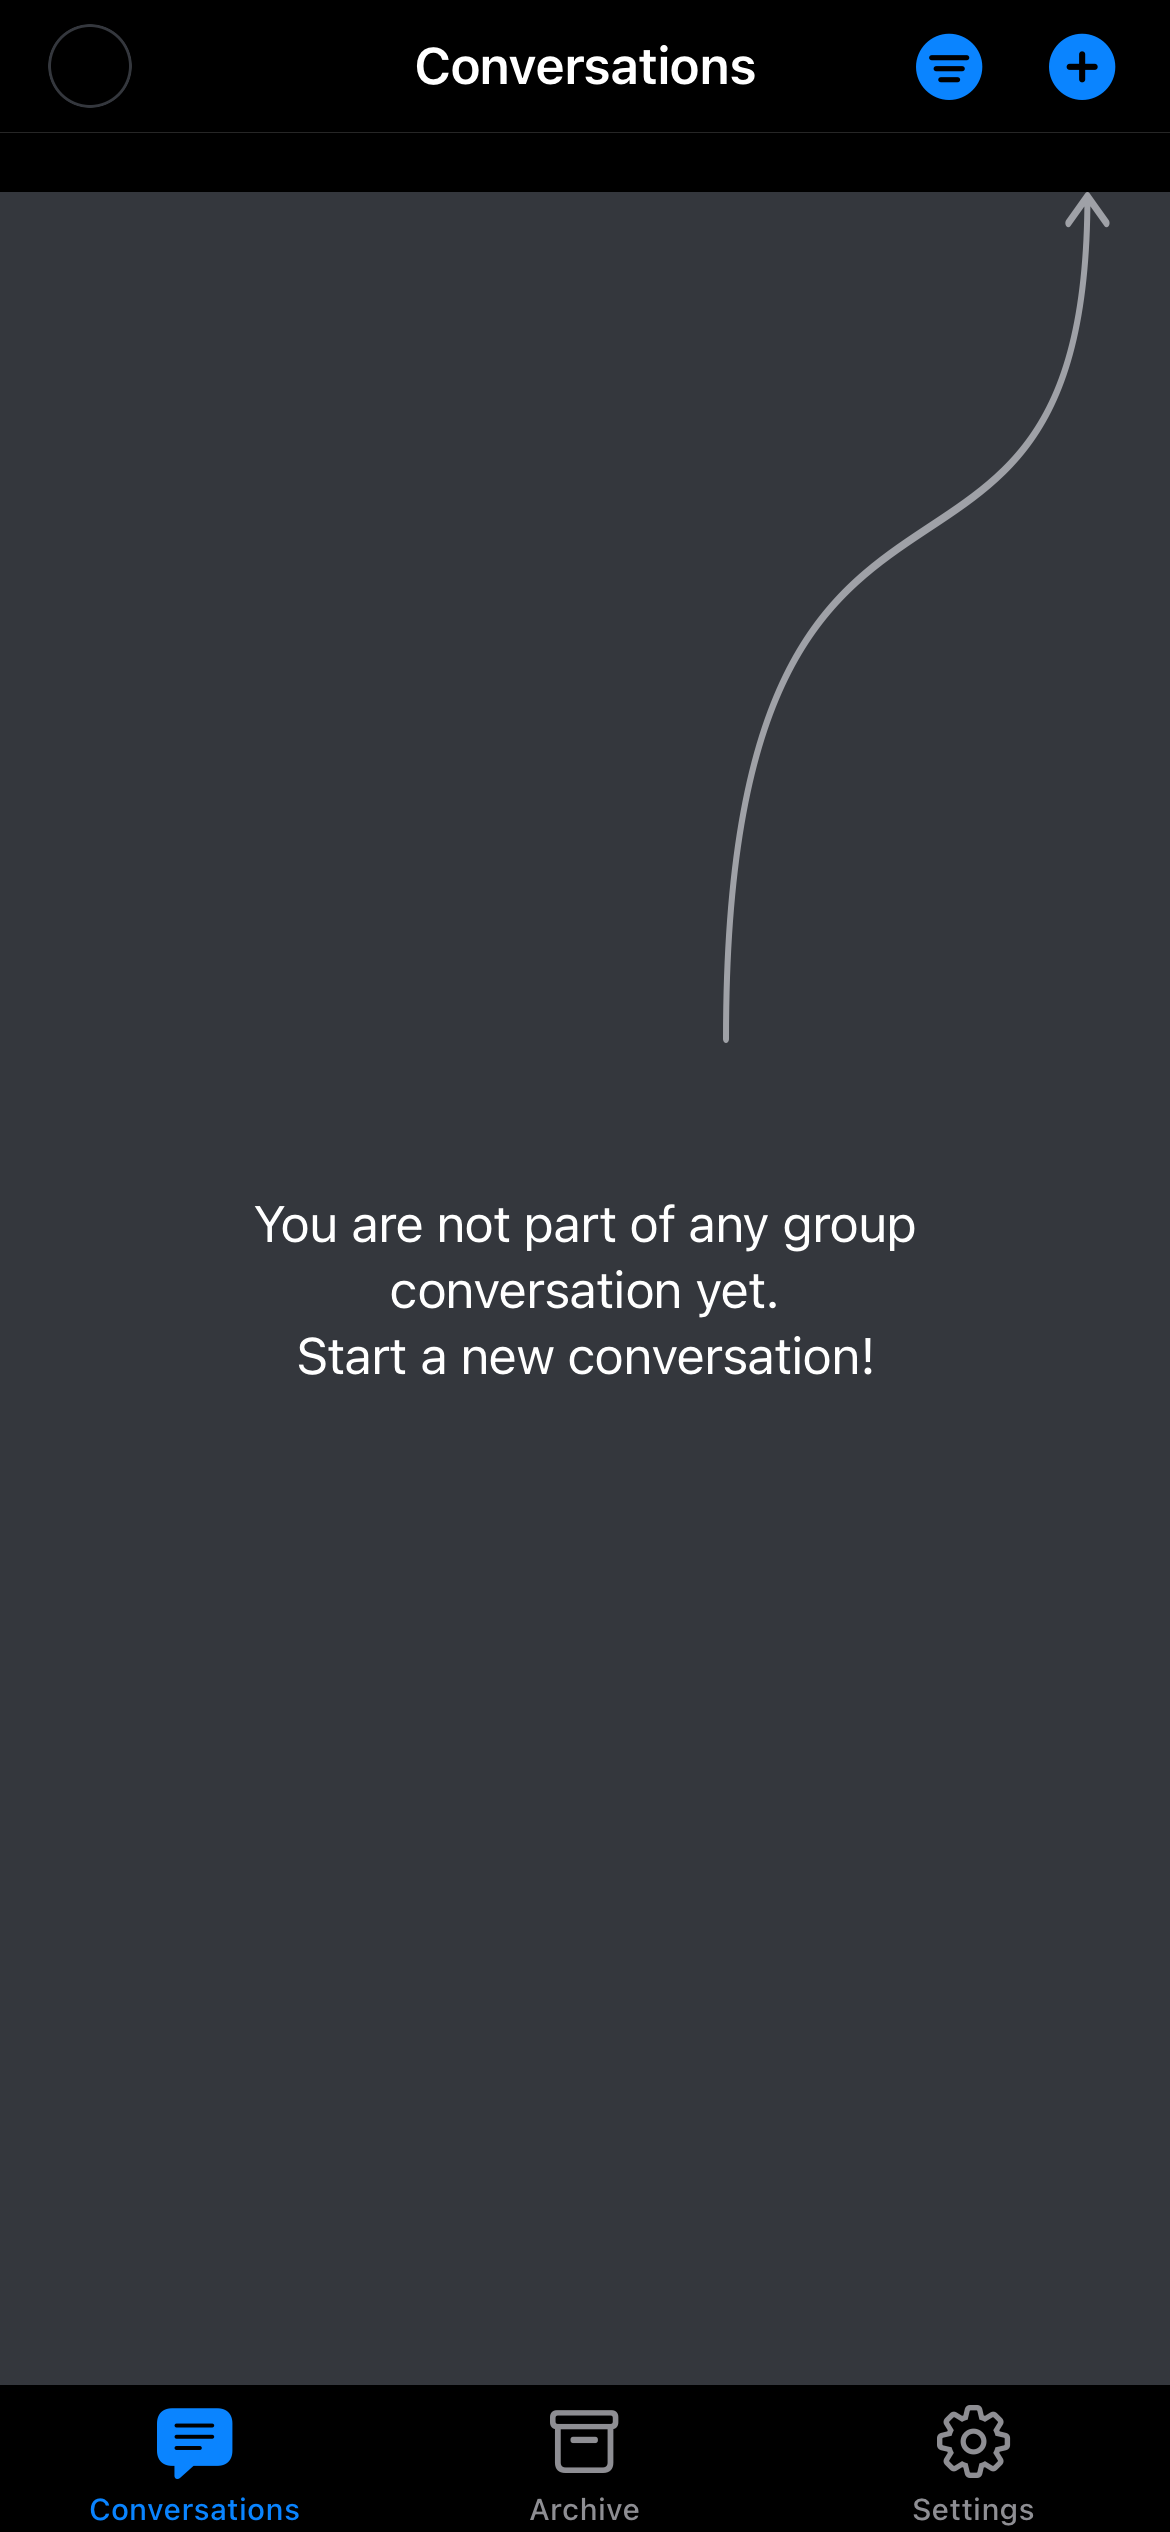 Conversations
You are not part of any group
conversation yet.
Start a new conversation!
Conversations
Archive
Settings